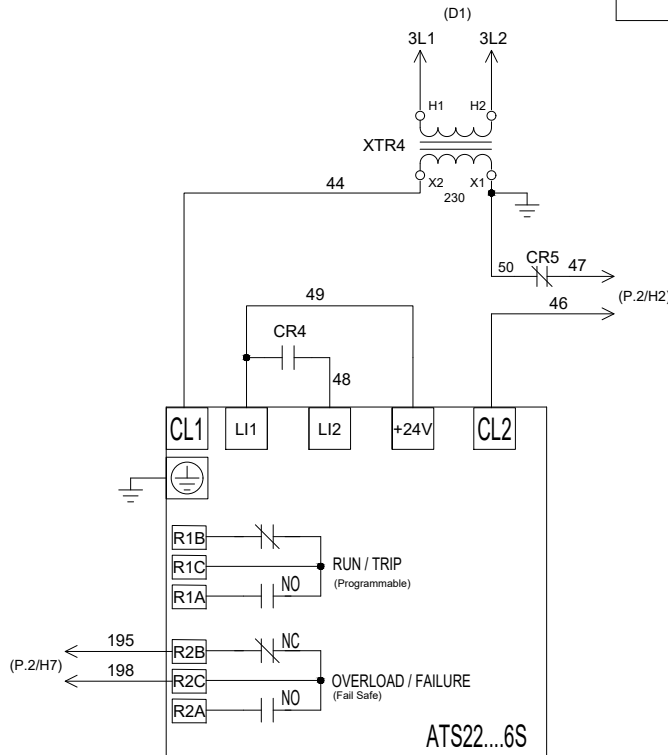 (D1)
3L1 3L2
H1 H2
XTR4
X2 X1
44 230
50 CR5 47
(P.2/H2)
46
49
CR4
48
CL1 LI1 LI2 +24V CL2
R1B
R1C RUN / TRIP
(Programmable)
R1A NO
195 R2B NC
(P.2/H7)
198 R2C OVERLOAD / FAILURE
(Fail Safe)
R2A NO
ATS22....6S